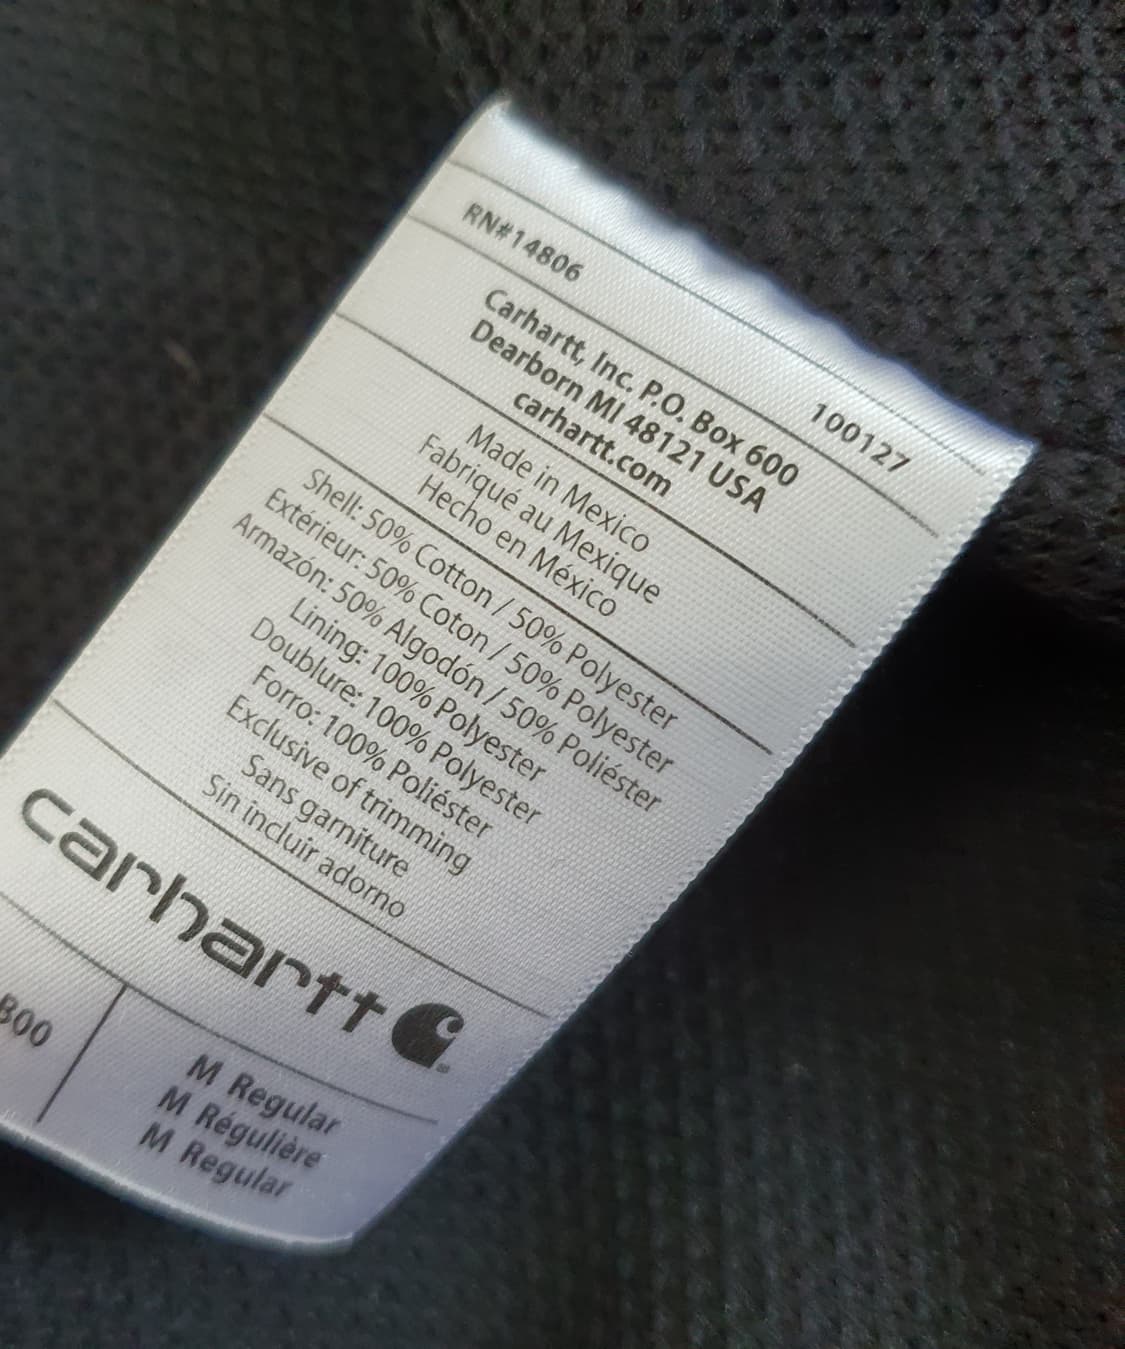 RN#14806 100127
Carhartt, Inc. P.O. Box 600
Dearborn MI 48121 USA
carhartt.com
Made in Mexico
Fabriqué au Mexique
Hecho en México
Shell: 50% Cotton / 50% Polyester
Extérieur: 50% Coton / 50% Polyester
Armazón: 50% Algodón / 50% Poliéster
Lining: 100% Polyester
Doublure: 100% Polyester
Forro: 100% Poliéster
Exclusive of trimming
Sans garniture
Sin incluir adorno
carhartt
B00
M Regular
M Régulière
M Regular